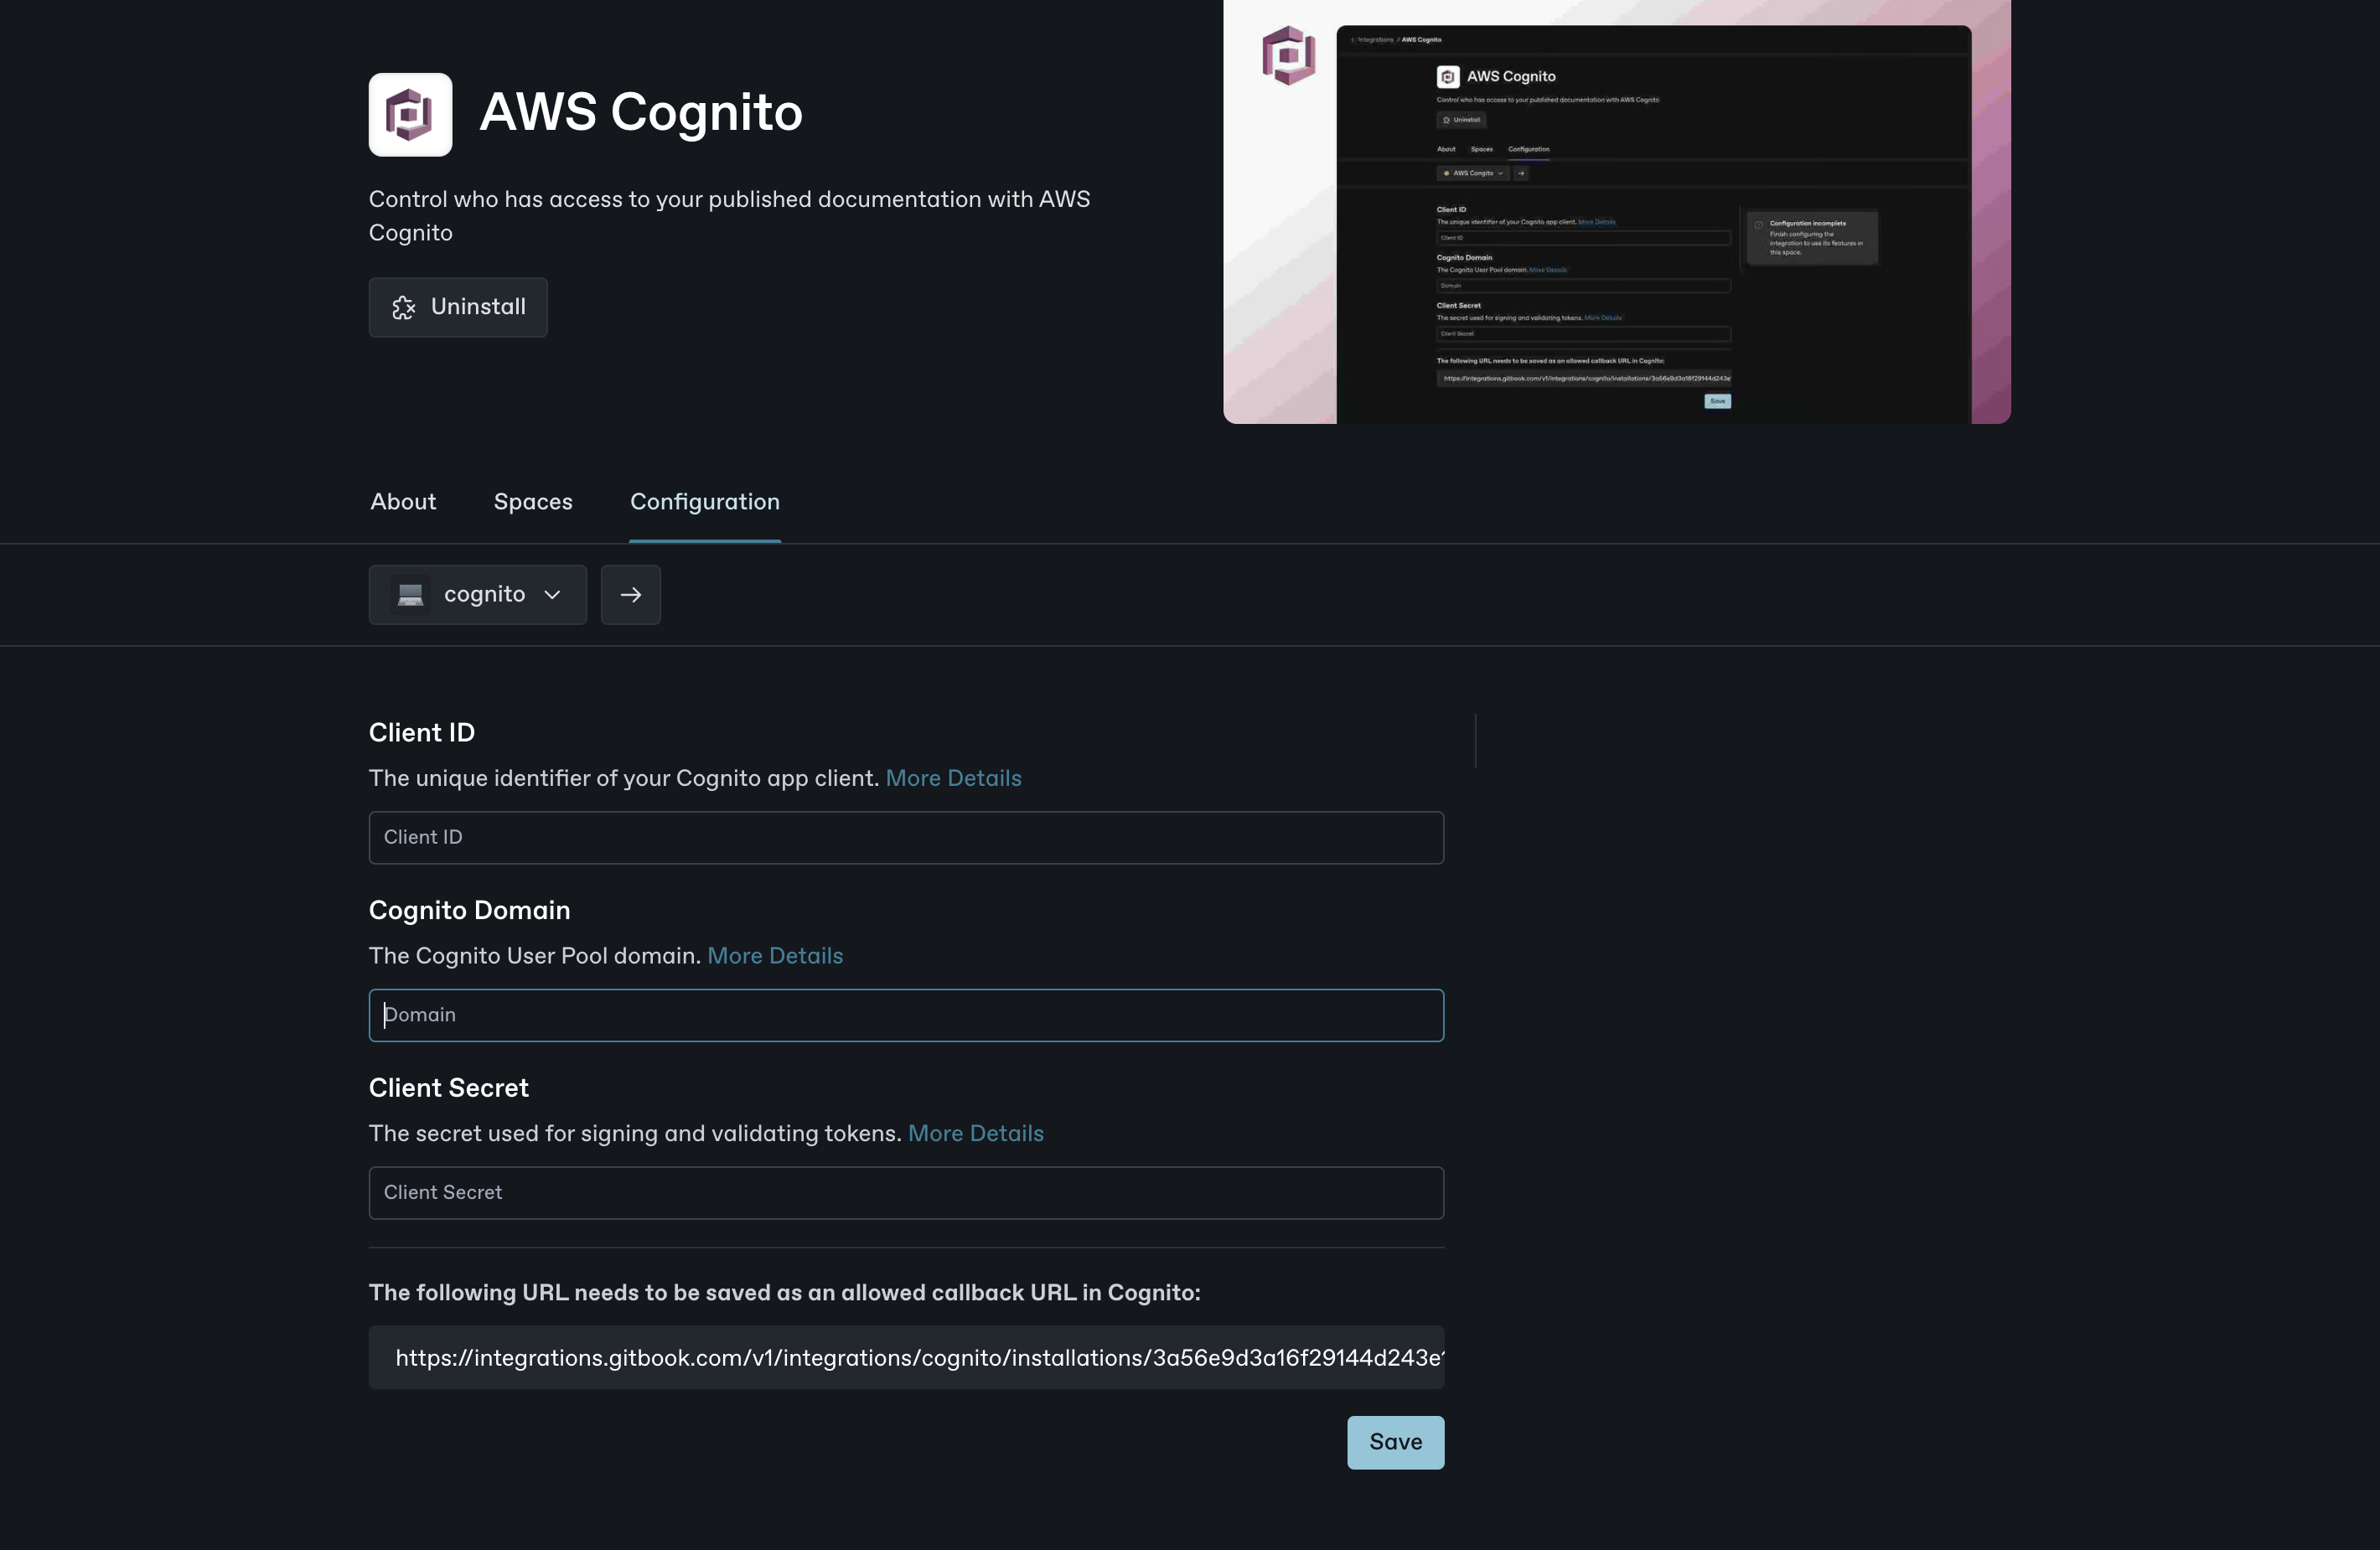 AWS Cognito
Control who has access to your published documentation with AWS
Cognito
Uninstall
Integrations / AWS Cognito
AWS Cognito
Control who has access to your published documentation with AWS Cognito
Uninstall
About Spaces Configuration
AWS Congito
Client ID
The unique identifier of your Cognito app client. More Details
Client ID
Cognito Domain
The Cognito User Pool domain. More Details
Domain
Client Secret
The secret used for signing and validating tokens. More Details
Client Secret
The following URL needs to be saved as an allowed callback URL in Cognito:
https://integrations.gitbook.com/v1/integrations/cognito/installations/3a56e9d3a16f29144d243e
Save
Configuration incomplete
Finish configuring the
integration to use its features in
this space.
About Spaces Configuration
cognito
Client ID
The unique identifier of your Cognito app client. More Details
Client ID
Cognito Domain
The Cognito User Pool domain. More Details
Domain
Client Secret
The secret used for signing and validating tokens. More Details
Client Secret
The following URL needs to be saved as an allowed callback URL in Cognito:
https://integrations.gitbook.com/v1/integrations/cognito/installations/3a56e9d3a16f29144d243e
Save